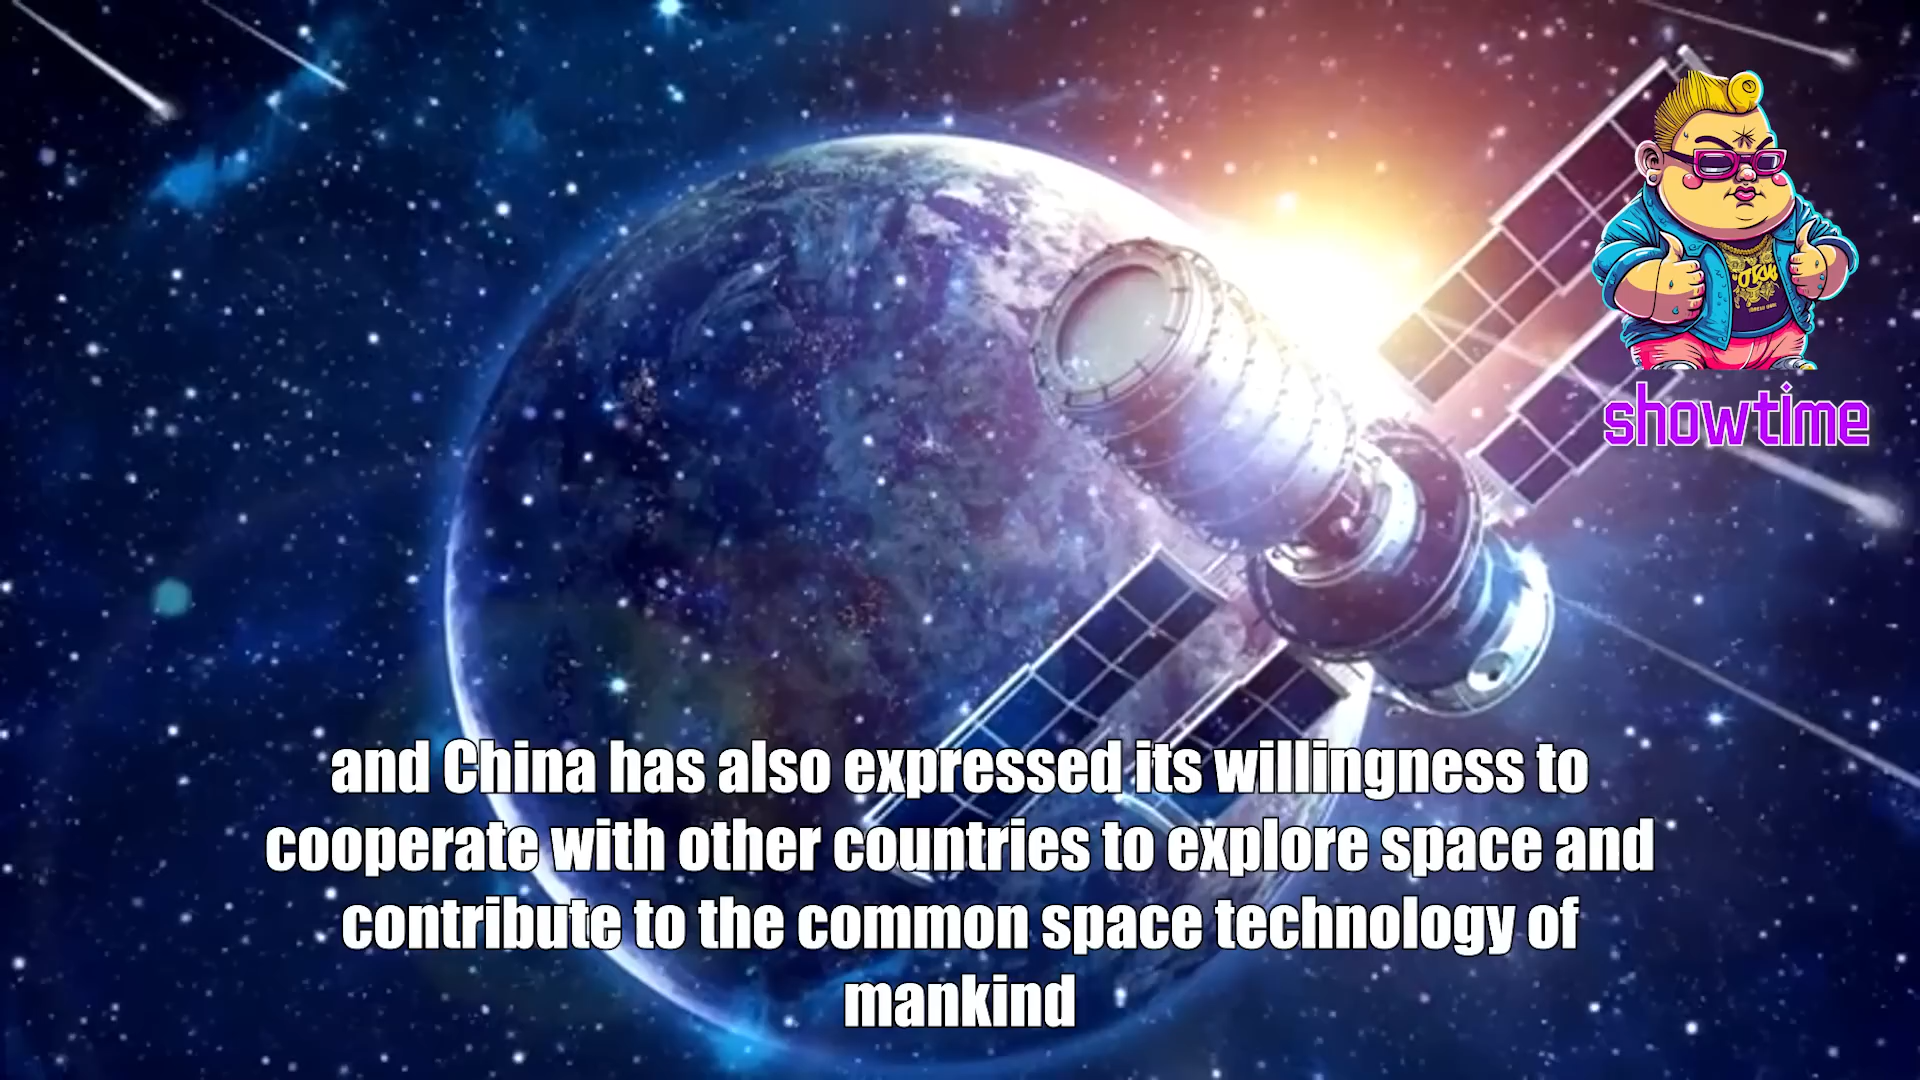 showtime
and China has also expressed its willingness to
cooperate with other countries to explore space and
contribute to the common space technology of
mankind